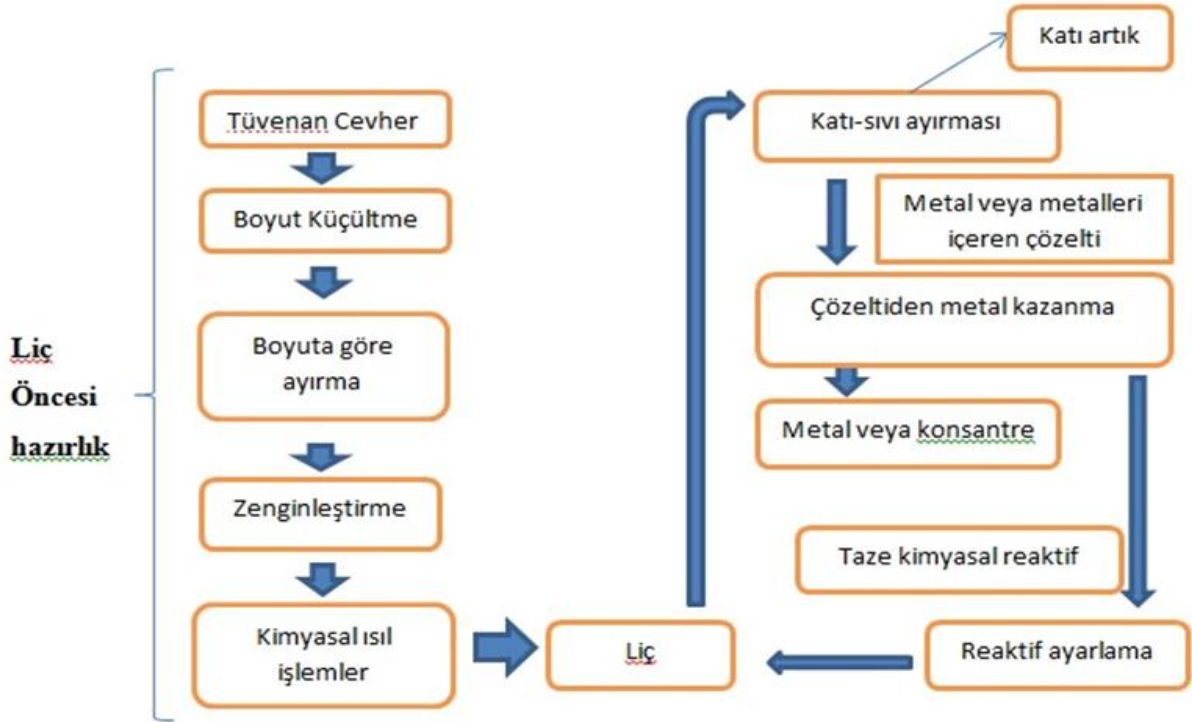 Liç
Öncesi
hazırlık
Tüvenan Cevher
Boyut Küçültme
Boyuta göre
ayırma
Zenginleştirme
Kimyasal ısıl
işlemler
Liç
Katı artık
Katı-sıvı ayırması
Metal veya metalleri
içeren çözelti
Çözeltiden metal kazanma
Metal veya konsantre
Taze kimyasal reaktif
Reaktif ayarlama